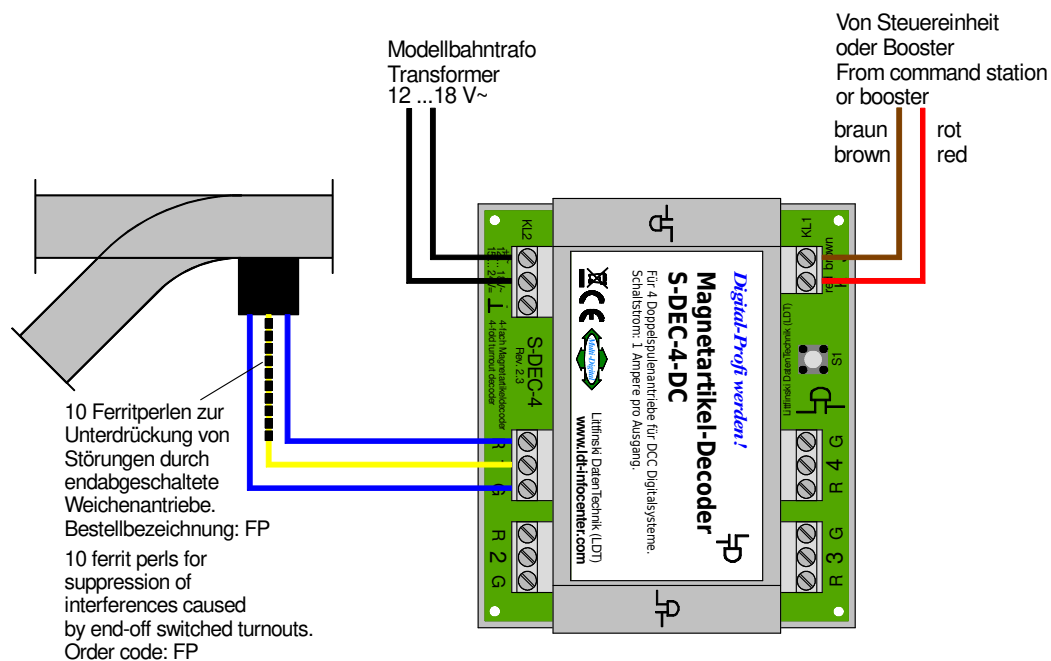 Modellbahntrafo
Transformer
12 ...18 V~
Von Steuereinheit
oder Booster
From command station
or booster
braun
brown
rot
red
10 Ferritperlen zur
Unterdrückung von
Störungen durch
endabgeschaltete
Weichenantriebe.
Bestellbezeichnung: FP
10 ferrit perls for
suppression of
interferences caused
by end-off switched turnouts.
Order code: FP
KL2
S-DEC-4
Rev. 2.3
4-fach Magnetartikeldecoder
4-fold turnout decoder
R
G
R 2 G
Digital-Profi werden!
Magnetartikel-Decoder
S-DEC-4-DC
Für 4 Doppelspulenantriebe für DCC Digitalsysteme.
Schaltstrom: 1 Ampere pro Ausgang.
CE
Multi-Digital
Littfinski DatenTechnik (LDT)
www.ldt-infocenter.com
KL1
brown
S1
Littfinski DatenTechnik (LDT)
R 4 G
R 3 G